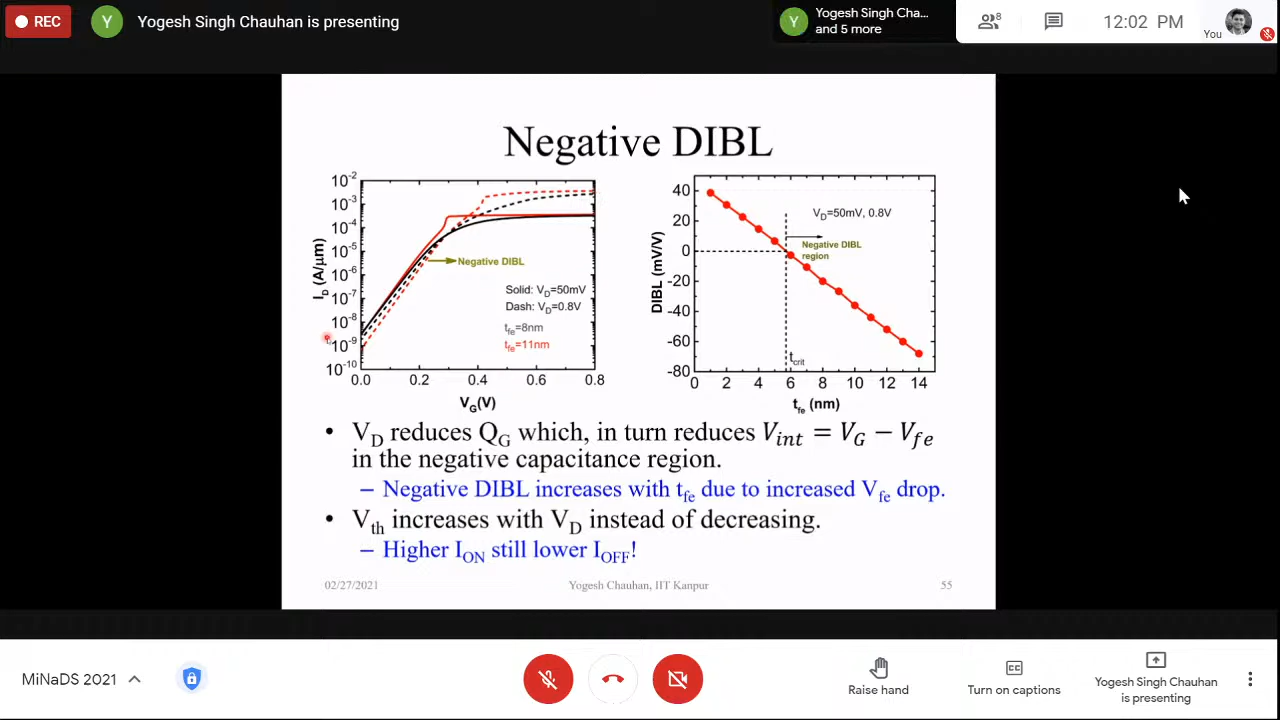 REC
Y
Yogesh Singh Chauhan is presenting
Y
Yogesh Singh Cha...
and 5 more
8
12:02 PM
You
Negative DIBL
10⁻²
10⁻³
10⁻⁴
10⁻⁵
10⁻⁶
10⁻⁷
10⁻⁸
10⁻⁹
10⁻¹⁰
I_D (A/μm)
Negative DIBL
Solid: V_D=50mV
Dash: V_D=0.8V
t_fe=8nm
t_fe=11nm
0.0 0.2 0.4 0.6 0.8
V_G(V)
40
20
0
-20
-40
-60
-80
DIBL (mV/V)
V_D=50mV, 0.8V
Negative DIBL
region
t_crit
0 2 4 6 8 10 12 14
t_fe (nm)
• V_D reduces Q_G which, in turn reduces V_int = V_G − V_fe
in the negative capacitance region.
– Negative DIBL increases with t_fe due to increased V_fe drop.
• V_th increases with V_D instead of decreasing.
– Higher I_ON still lower I_OFF!
02/27/2021 Yogesh Chauhan, IIT Kanpur 55
MiNaDS 2021
Raise hand
CC
Turn on captions
Yogesh Singh Chauhan
is presenting